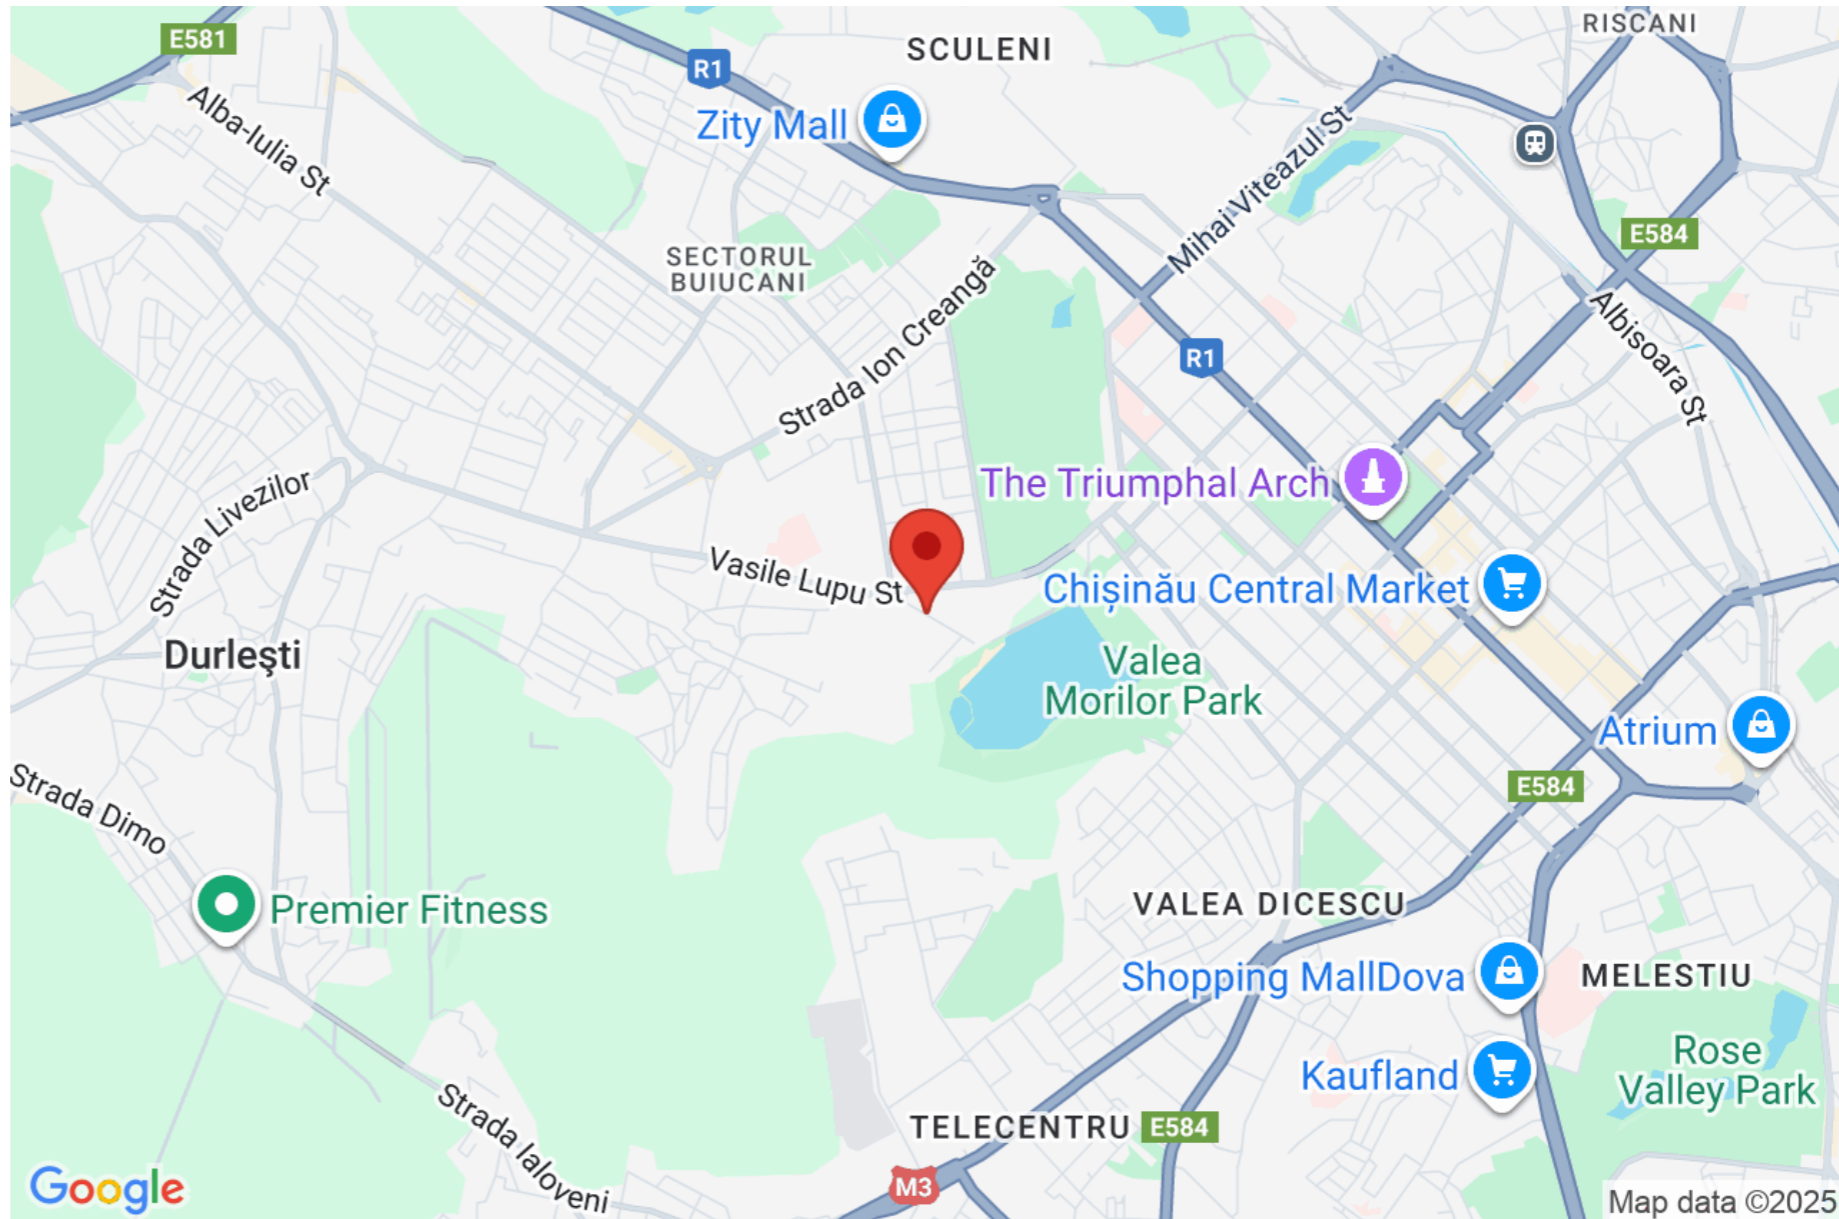 E581
R1
SCULENI
RISCANI
Alba-Iulia St
Zity Mall
Mihai Viteazul St
E584
SECTORUL
BUIUCANI
Strada Ion Creangă
R1
Albisoara St
Strada Livezilor
The Triumphal Arch
Vasile Lupu St
Chișinău Central Market
Durleşti
Valea
Morilor Park
Atrium
Strada Dimo
E584
Premier Fitness
VALEA DICESCU
Shopping MallDova
MELESTIU
Rose
Valley Park
Kaufland
Strada Ialoveni
TELECENTRU
E584
M3
Google
Map data ©2025